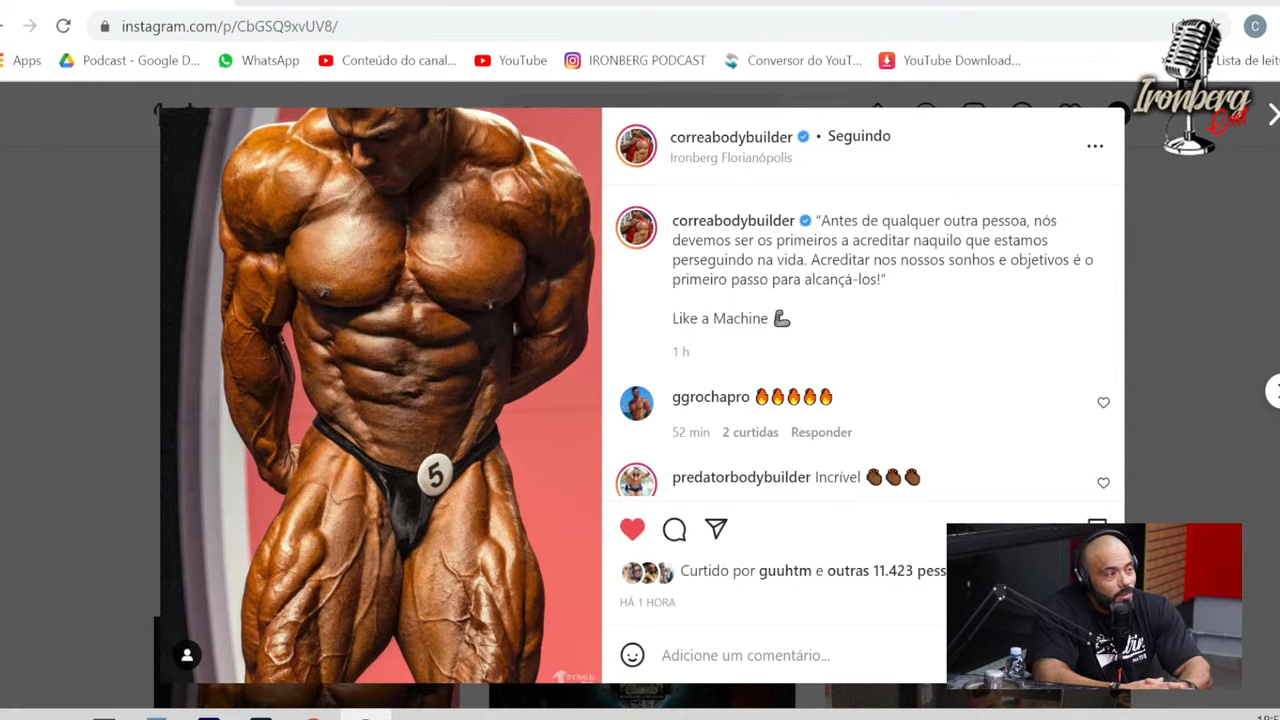 instagram.com/p/CbGSQ9xvUV8/
C
Apps
Podcast - Google D...
WhatsApp
Conteúdo do canal...
YouTube
IRONBERG PODCAST
Conversor do YouT...
YouTube Download...
»
Lista de leit
Ironberg
correabodybuilder • Seguindo
Ironberg Florianópolis
...
correabodybuilder “Antes de qualquer outra pessoa, nós
devemos ser os primeiros a acreditar naquilo que estamos
perseguindo na vida. Acreditar nos nossos sonhos e objetivos é o
primeiro passo para alcançá-los!”
Like a Machine 🦾
1 h
ggrochapro 🔥🔥🔥🔥🔥
52 min 2 curtidas Responder
predatorbodybuilder Incrível
5
Curtido por guuhtm e outras 11.423 pess
HÁ 1 HORA
Adicione um comentário...